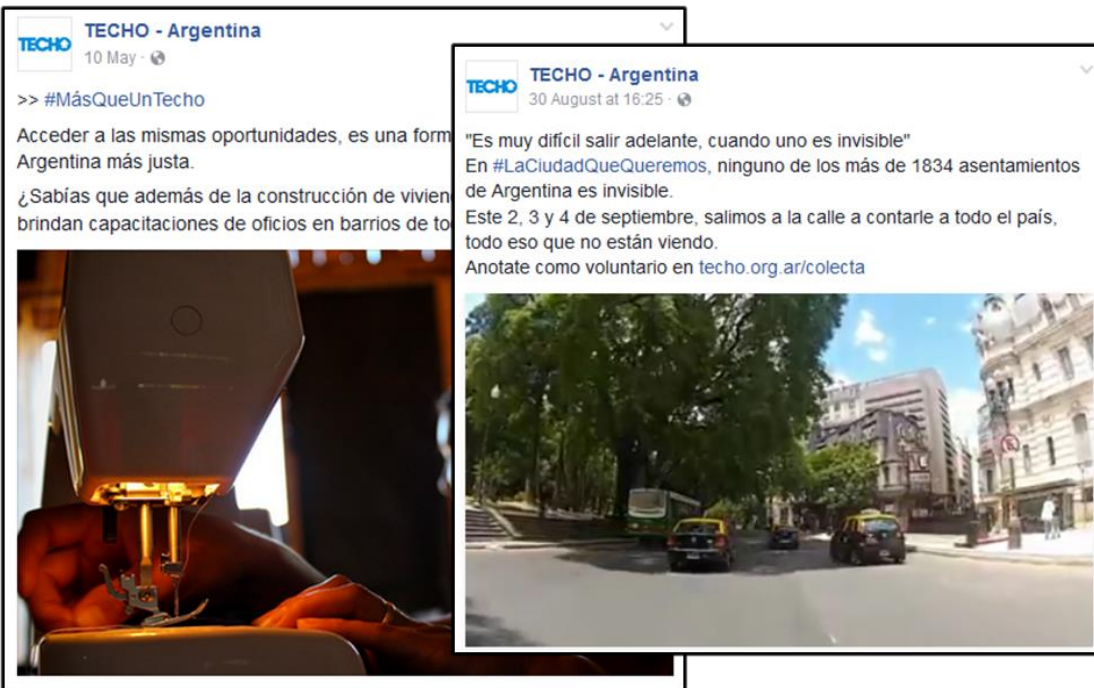 TECHO
TECHO - Argentina
10 May ·
>> #MásQueUnTecho
Acceder a las mismas oportunidades, es una
Argentina más justa.
¿Sabías que además de la construcción de
brindan capacitaciones de oficios en barrios de
TECHO
TECHO - Argentina
30 August at 16:25 ·
"Es muy difícil salir adelante, cuando uno es invisible"
En #LaCiudadQueQueremos, ninguno de los más de 1834 asentamientos
de Argentina es invisible.
Este 2, 3 y 4 de septiembre, salimos a la calle a contarle a todo el país,
todo eso que no están viendo.
Anotate como voluntario en techo.org.ar/colecta